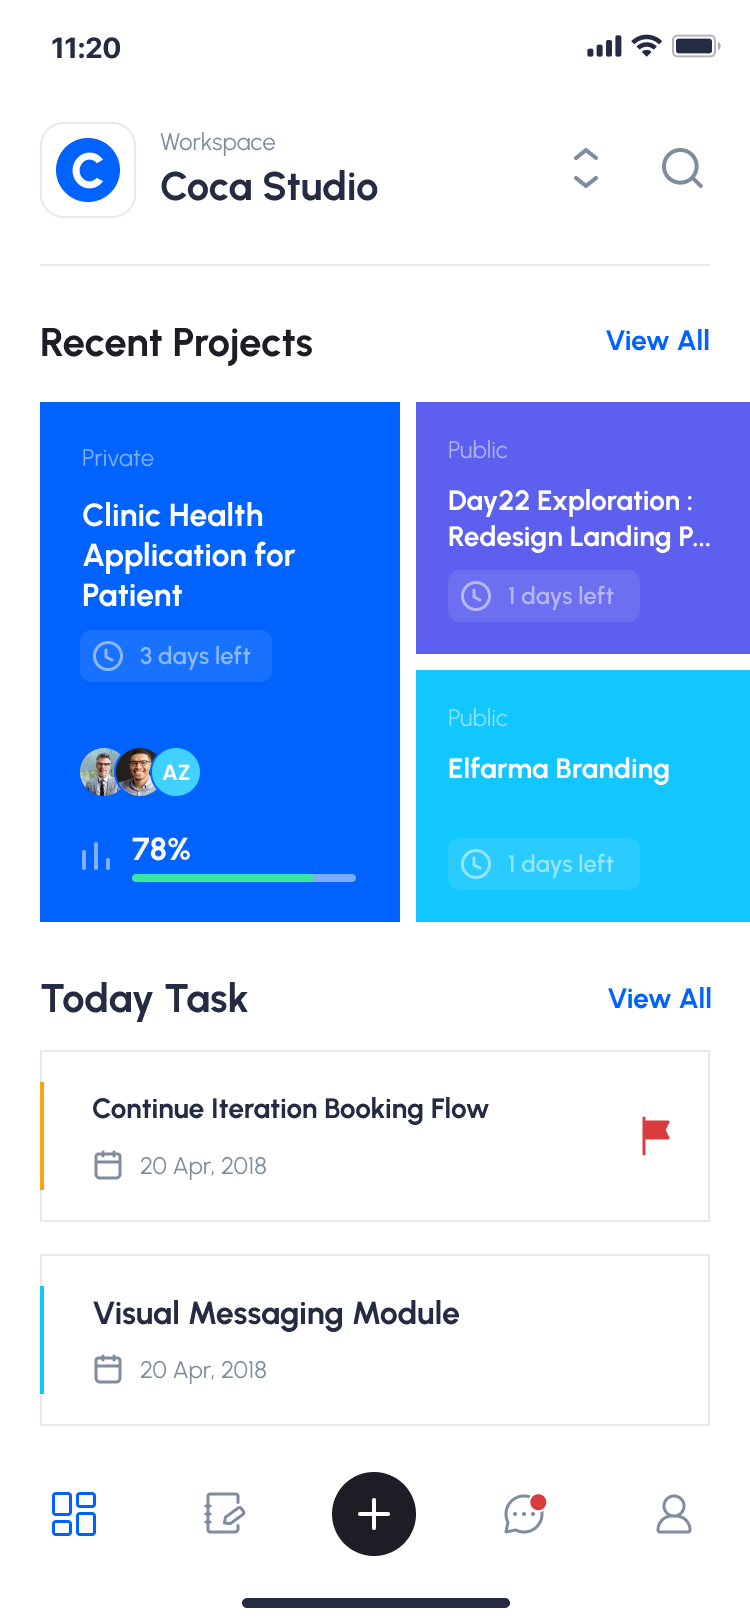 11:20
C
Workspace
Coca Studio
Recent Projects
View All
Private
Clinic Health
Application for
Patient
3 days left
AZ
78%
Public
Day22 Exploration :
Redesign Landing P...
1 days left
Public
Elfarma Branding
1 days left
Today Task
View All
Continue Iteration Booking Flow
20 Apr, 2018
Visual Messaging Module
20 Apr, 2018